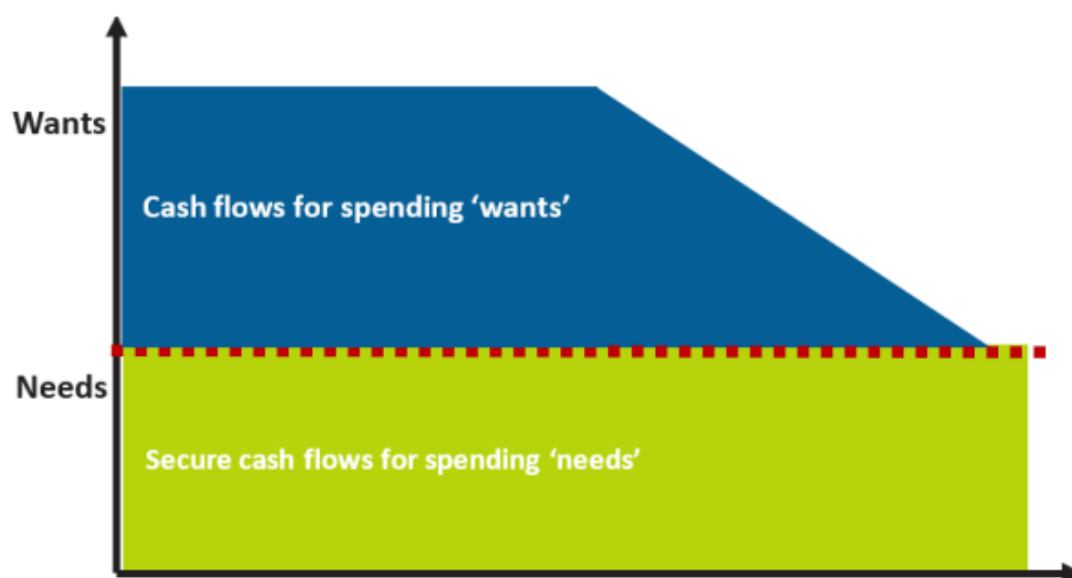 Wants
Cash flows for spending ‘wants’
Needs
Secure cash flows for spending ‘needs’